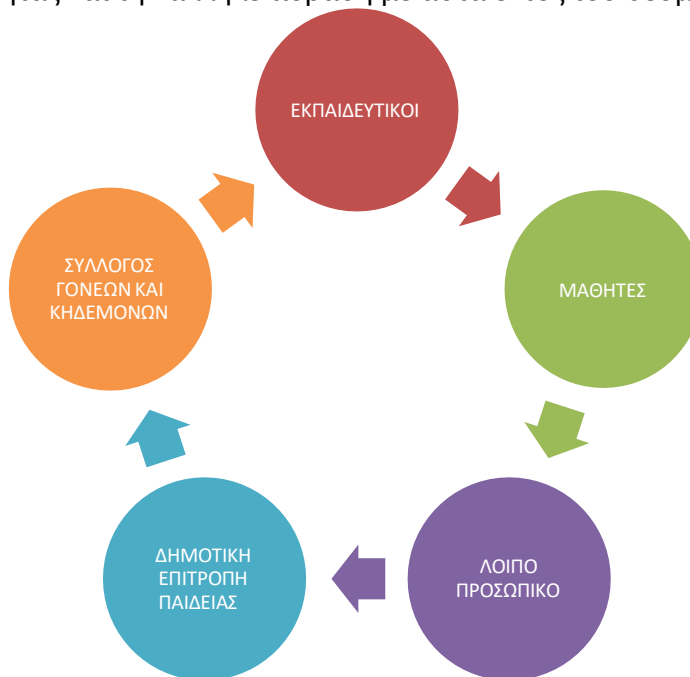 ΕΚΠΑΙΔΕΥΤΙΚΟΙ
ΜΑΘΗΤΕΣ
ΛΟΙΠΟ
ΠΡΟΣΩΠΙΚΟ
ΔΗΜΟΤΙΚΗ
ΕΠΙΤΡΟΠΗ
ΠΑΙΔΕΙΑΣ
ΣΥΛΛΟΓΟΣ
ΓΟΝΕΩΝ ΚΑΙ
ΚΗΔΕΜΟΝΩΝ